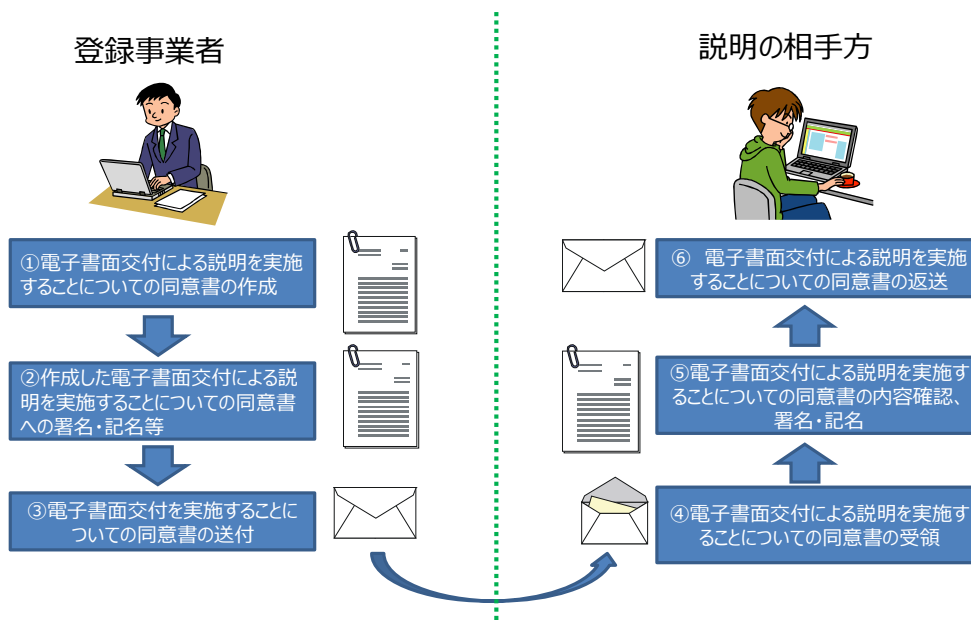 登録事業者
①電子書面交付による説明を実施
することについての同意書の作成
②作成した電子書面交付による説
明を実施することについての同意書
への署名・記名等
③電子書面交付を実施することに
ついての同意書の送付
説明の相手方
⑥ 電子書面交付による説明を実施
することについての同意書の返送
⑤電子書面交付による説明を実施す
ることについての同意書の内容確認、
署名・記名
④電子書面交付による説明を実施す
ることについての同意書の受領